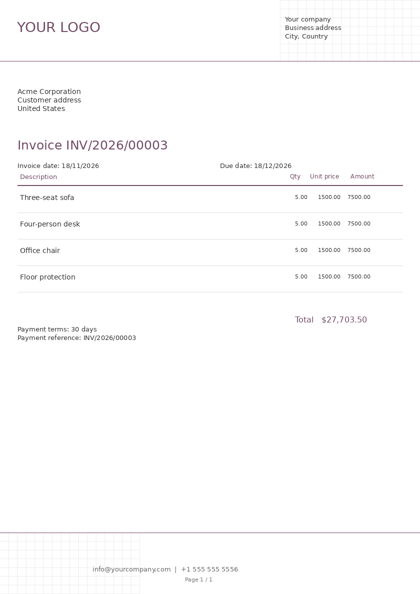 YOUR LOGO
Your company
Business address
City, Country
Acme Corporation
Customer address
United States
Invoice INV/2026/00003
Invoice date: 18/11/2026 Due date: 18/12/2026
Description Qty Unit price Amount
Three-seat sofa 5.00 1500.00 7500.00
Four-person desk 5.00 1500.00 7500.00
Office chair 5.00 1500.00 7500.00
Floor protection 5.00 1500.00 7500.00
Total $27,703.50
Payment terms: 30 days
Payment reference: INV/2026/00003
info@yourcompany.com | +1 555 555 5556
Page 1 / 1